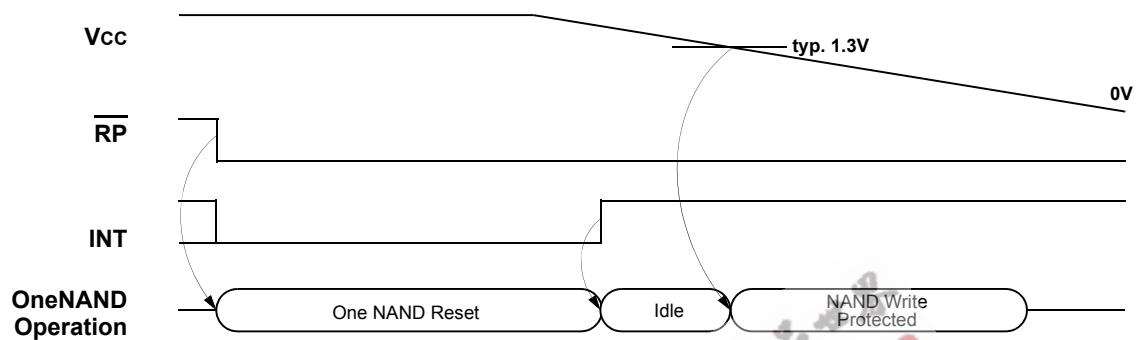 Vcc
typ. 1.3V
0V
RP
INT
OneNAND
Operation
One NAND Reset
Idle
NAND Write
Protected